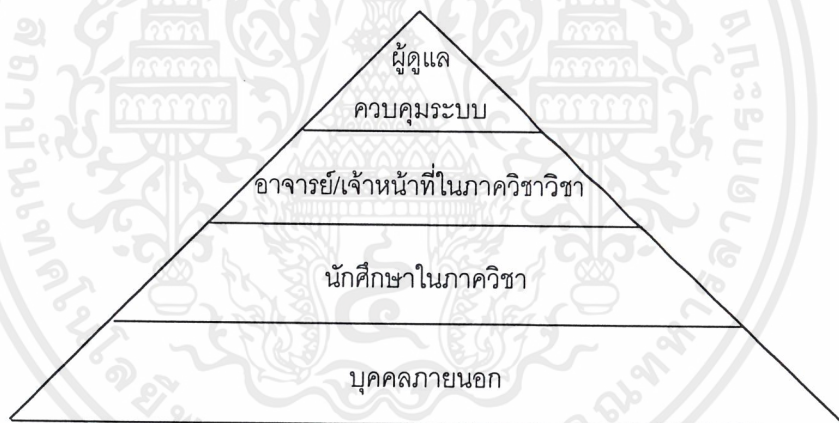 ผู้ดูแล
ควบคุมระบบ
อาจารย์/เจ้าหน้าที่ในภาควิชาวิชา
นักศึกษาในภาควิชา
บุคคลภายนอก